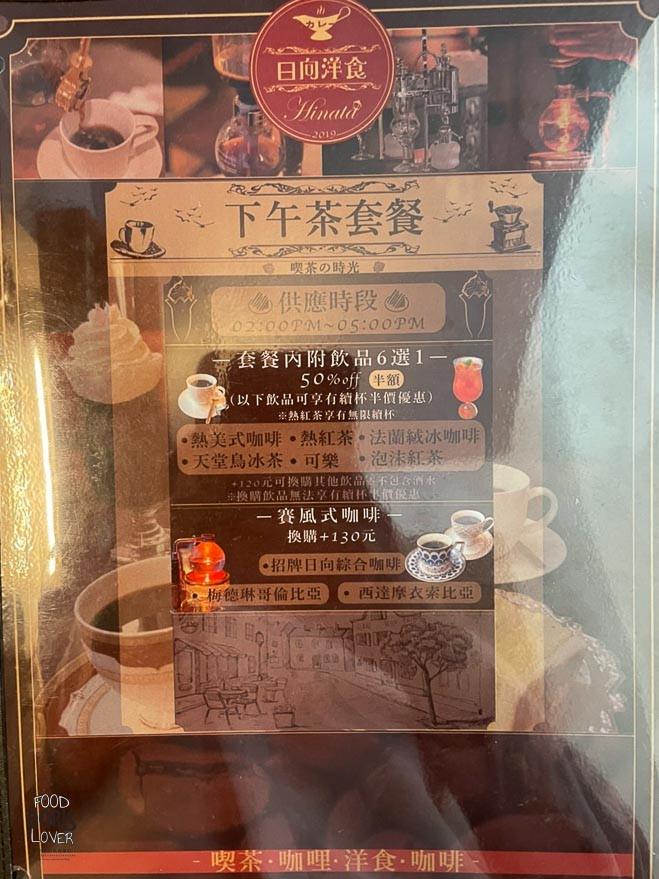 カレー
日向洋食
Hinata
2019
下午茶套餐
喫茶の時光
供應時段
02:00PM~05:00PM
—套餐內附飲品6選1—
50%off 半額
(以下飲品可享有續杯半價優惠)
※熱紅茶享有無限續杯
•熱美式咖啡 •熱紅茶 •法蘭絨冰咖啡
•天堂鳥冰茶 •可樂 •泡沫紅茶
+120元可換購其他飲品 不包含酒水
※換購飲品無法享有續杯半價優惠
—賽風式咖啡—
換購+130元
•招牌日向綜合咖啡
•梅德琳哥倫比亞 •西達摩衣索比亞
FOOD
LOVER
- 喫茶·咖哩·洋食·咖啡 -